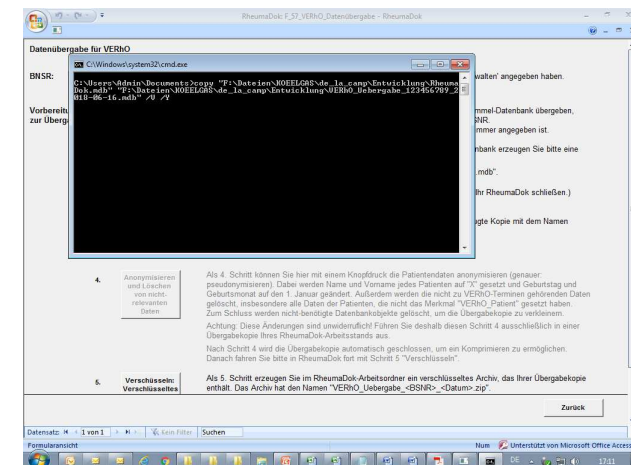 RheumaDok: F_57_VERhO_Datenübergabe - RheumaDok
Datenübergabe für VERhO
BNSR:
C:\Windows\system32\cmd.exe
C:\Users\Admin\Documents>copy "F:\Dateien\KOEELGAS\de_la_camp\Entwicklung\Rheuma
Dok.mdb" "F:\Dateien\KOEELGAS\de_la_camp\Entwicklung\VERhO_Uebergabe_123456789_2
018-06-16.mdb" /V /Y
walten' angegeben haben.
Vorbereitu
zur Überga
mmel-Datenbank übergeben,
SNR.
mmer angegeben ist.
nbank erzeugen Sie bitte eine
.mdb".
Ihr RheumaDok schließen.)
ugte Kopie mit dem Namen
4.
Anonymisieren
und Löschen
von nicht-
relevanten
Daten
Als 4. Schritt können Sie hier mit einem Knopfdruck die Patientendaten anonymisieren (genauer:
pseudonymisieren). Dabei werden Name und Vorname jedes Patienten auf "X" gesetzt und Geburtstag und
Geburtsmonat auf den 1. Januar geändert. Außerdem werden die nicht zu VERhO-Terminen gehörenden Daten
gelöscht, insbesondere alle Daten der Patienten, die nicht das Merkmal "VERhO_Patient" gesetzt haben.
Zum Schluss werden nicht-benötigte Datenbankobjekte gelöscht, um die Übergabekopie zu verkleinern.
Achtung: Diese Änderungen sind unwiderruflich! Führen Sie deshalb diesen Schritt 4 ausschließlich in einer
Übergabekopie Ihres RheumaDok-Arbeitsstands aus.
Nach Schritt 4 wird die Übergabekopie automatisch geschlossen, um ein Komprimieren zu ermöglichen.
Danach fahren Sie bitte in RheumaDok fort mit Schritt 5 "Verschlüsseln".
5.
Verschüsseln:
Verschlüsseltes
Als 5. Schritt erzeugen Sie im RheumaDok-Arbeitsordner ein verschlüsseltes Archiv, das Ihrer Übergabekopie
enthält. Das Archiv hat den Namen "VERhO_Uebergabe_<BSNR>_<Datum>.zip".
Zurück
Datensatz: 1 von 1 Kein Filter Suchen
Formularansicht
Num Unterstützt von Microsoft Office Access
DE 17:11